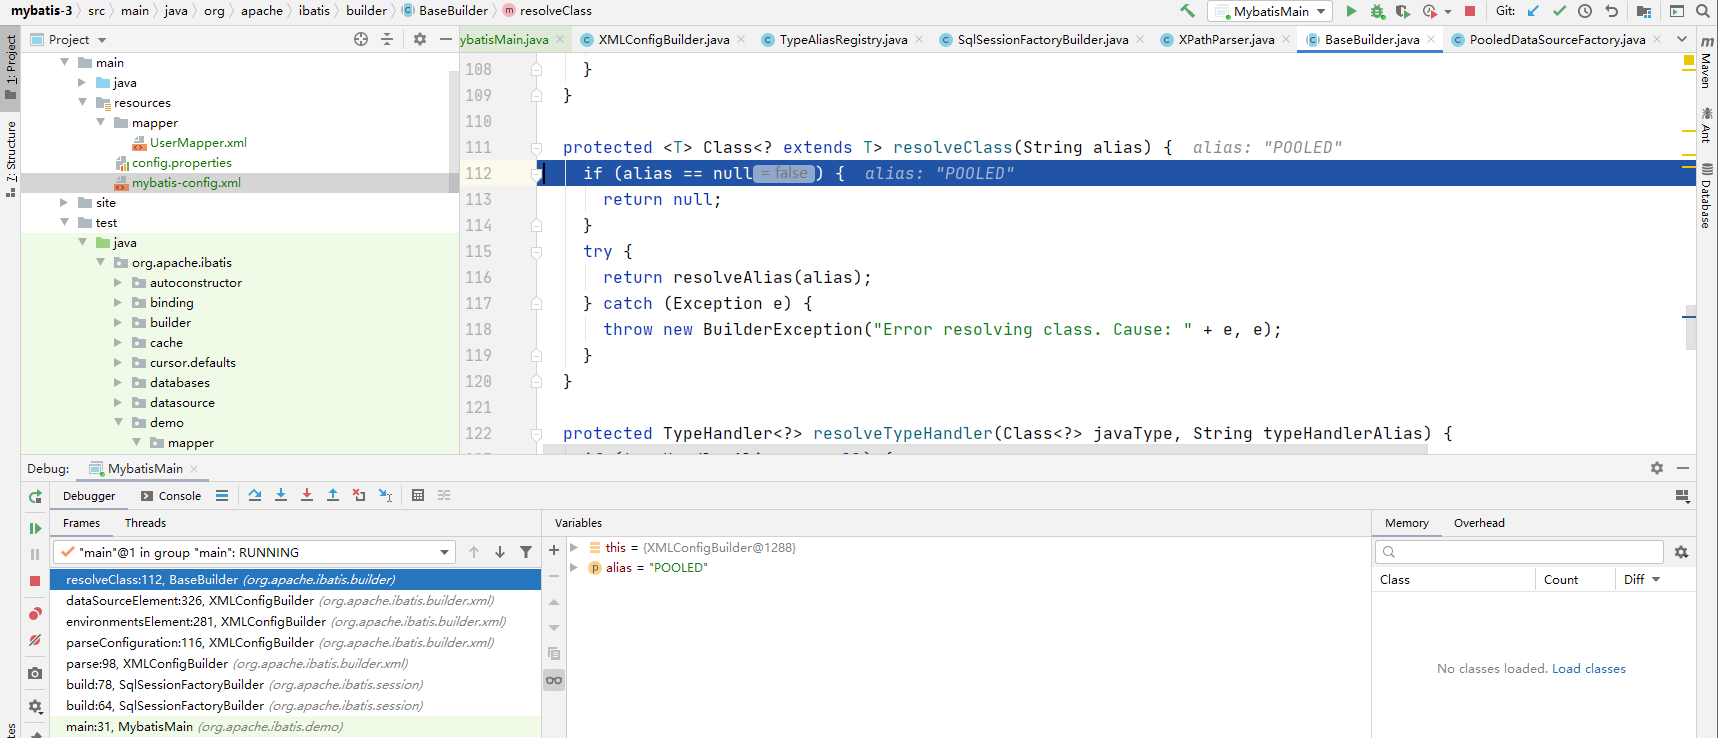 mybatis-3 › src › main › java › org › apache › ibatis › builder › BaseBuilder › resolveClass
MybatisMain
Git:
1: Project
Z: Structure
Project
ybatisMain.java
XMLConfigBuilder.java
TypeAliasRegistry.java
SqlSessionFactoryBuilder.java
XPathParser.java
BaseBuilder.java
PooledDataSourceFactory.java
main
java
resources
mapper
UserMapper.xml
config.properties
mybatis-config.xml
site
test
java
org.apache.ibatis
autoconstructor
binding
builder
cache
cursor.defaults
databases
datasource
demo
mapper
108 }
109 }
110
111 protected <T> Class<? extends T> resolveClass(String alias) { alias: "POOLED"
112 if (alias == null = false ) { alias: "POOLED"
113 return null;
114 }
115 try {
116 return resolveAlias(alias);
117 } catch (Exception e) {
118 throw new BuilderException("Error resolving class. Cause: " + e, e);
119 }
120 }
121
122 protected TypeHandler<?> resolveTypeHandler(Class<?> javaType, String typeHandlerAlias) {
m Maven
Ant
Database
Debug: MybatisMain
Debugger
Console
Frames
Threads
"main"@1 in group "main": RUNNING
resolveClass:112, BaseBuilder (org.apache.ibatis.builder)
dataSourceElement:326, XMLConfigBuilder (org.apache.ibatis.builder.xml)
environmentsElement:281, XMLConfigBuilder (org.apache.ibatis.builder.xml)
parseConfiguration:116, XMLConfigBuilder (org.apache.ibatis.builder.xml)
parse:98, XMLConfigBuilder (org.apache.ibatis.builder.xml)
build:78, SqlSessionFactoryBuilder (org.apache.ibatis.session)
build:64, SqlSessionFactoryBuilder (org.apache.ibatis.session)
main:31, MybatisMain (org.apache.ibatis.demo)
Variables
this = {XMLConfigBuilder@1288}
alias = "POOLED"
Memory
Overhead
Class
Count
Diff
No classes loaded. Load classes